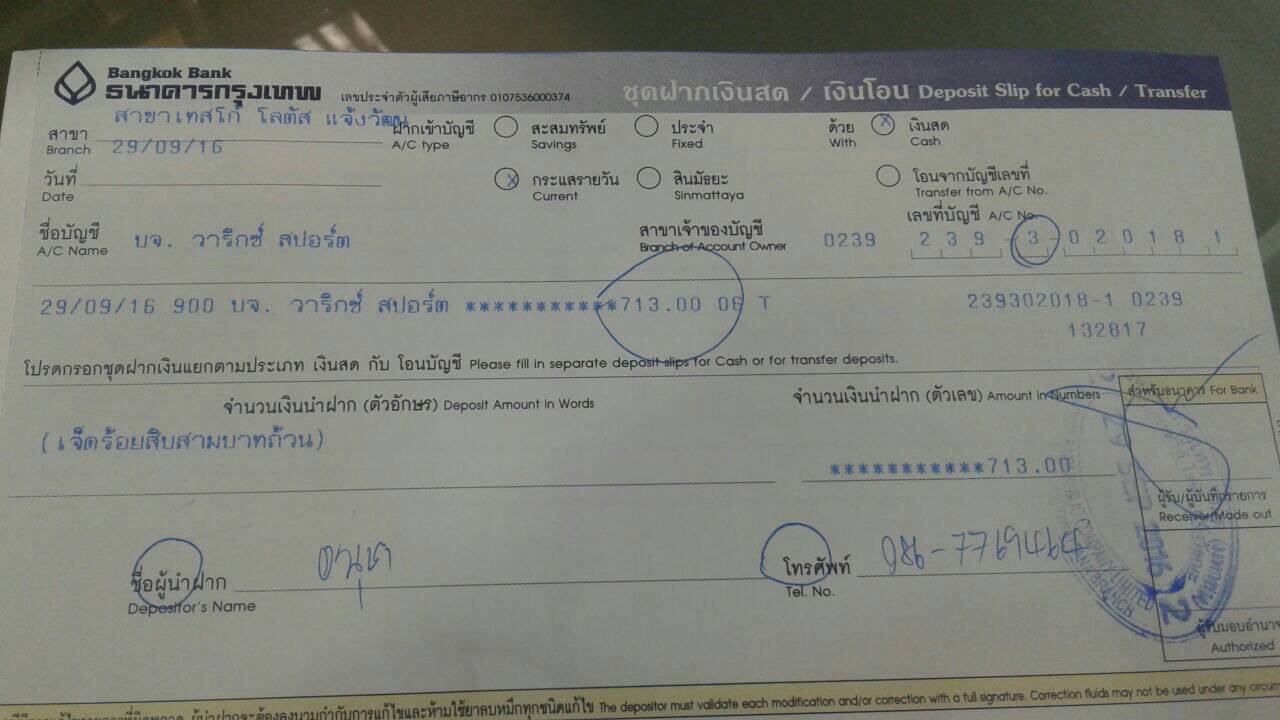 Bangkok Bank
ธนาคารกรุงเทพ
เลขประจำตัวผู้เสียภาษีอากร 0107536000374
ชุดฝากเงินสด / เงินโอน Deposit Slip for Cash / Transfer
สาขา Branch สาขาเทสโก้ โลตัส แจ้งวัฒน
29/09/16
ฝากเข้าบัญชี A/C type
สะสมทรัพย์ Savings
ประจำ Fixed
ด้วย With
x เงินสด Cash
วันที่ Date
x กระแสรายวัน Current
สินมัธยะ Sinmattaya
โอนจากบัญชีเลขที่ Transfer from A/C No.
ชื่อบัญชี A/C Name บจ. วาริกซ์ สปอร์ต
สาขาเจ้าของบัญชี Branch of Account Owner 0239
เลขที่บัญชี A/C No.
239-3-020181
29/09/16 900 บจ. วาริกซ์ สปอร์ต ***********713.00 06 T
239302018-1 0239
132817
โปรดกรอกชุดฝากเงินแยกตามประเภท เงินสด กับ โอนบัญชี Please fill in separate deposit slips for Cash or for transfer deposits.
จำนวนเงินนำฝาก (ตัวอักษร) Deposit Amount in Words
จำนวนเงินนำฝาก (ตัวเลข) Amount in Numbers
สำหรับธนาคาร For Bank
(เจ็ดร้อยสิบสามบาทถ้วน)
***********713.00
ผู้รับ/ผู้บันทึกรายการ
Receiver/Made out
ชื่อผู้นำฝาก Depositor's Name
โทรศัพท์ Tel. No. 086-7769464
ผู้รับมอบอำนาจ
Authorized
The depositor must validate each modification and/or correction with a full signature. Correction fluids may not be used under any